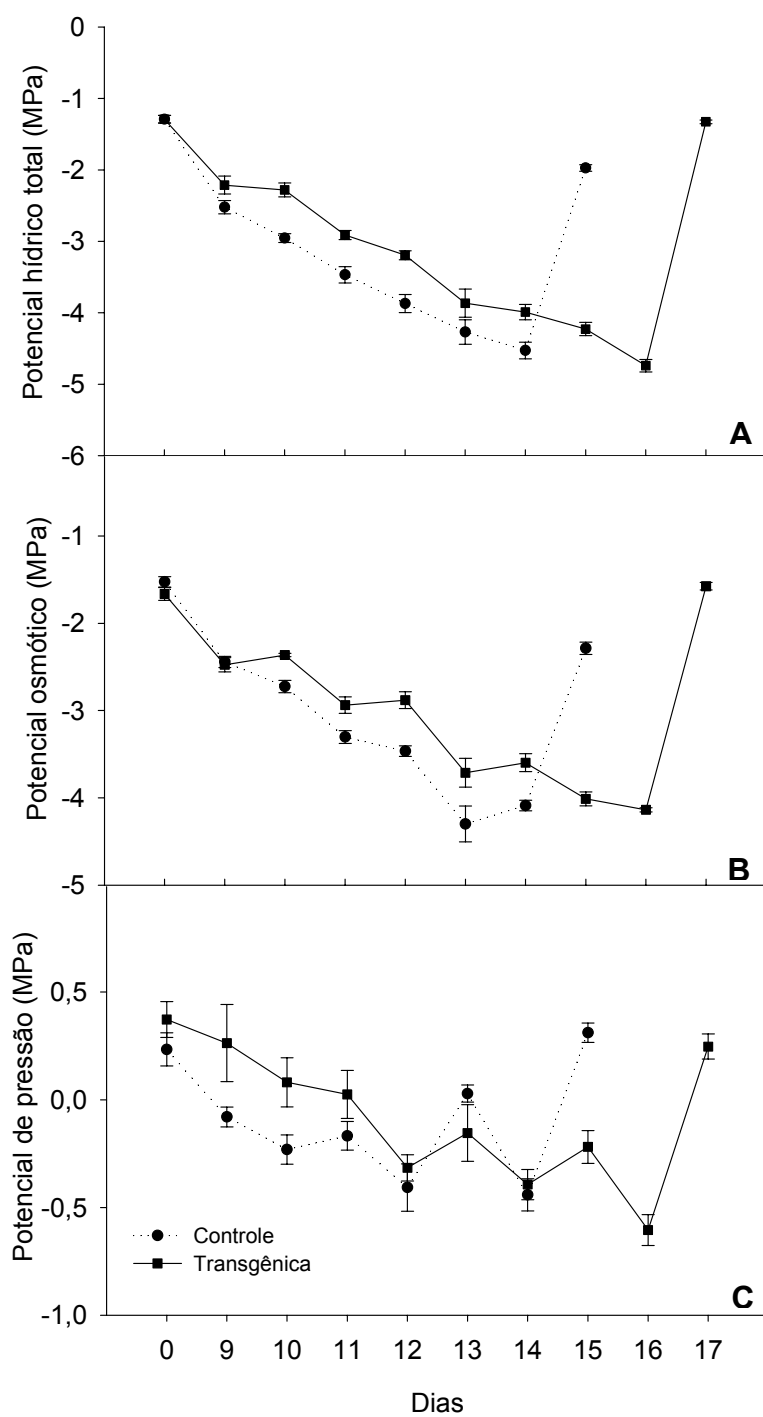 0
-1
-2
-3
-4
-5
-6
Potencial hídrico total (MPa)
A
-1
-2
-3
-4
-5
Potencial osmótico (MPa)
B
0,5
0,0
-0,5
-1,0
Potencial de pressão (MPa)
Controle
Transgênica
C
0 9 10 11 12 13 14 15 16 17
Dias